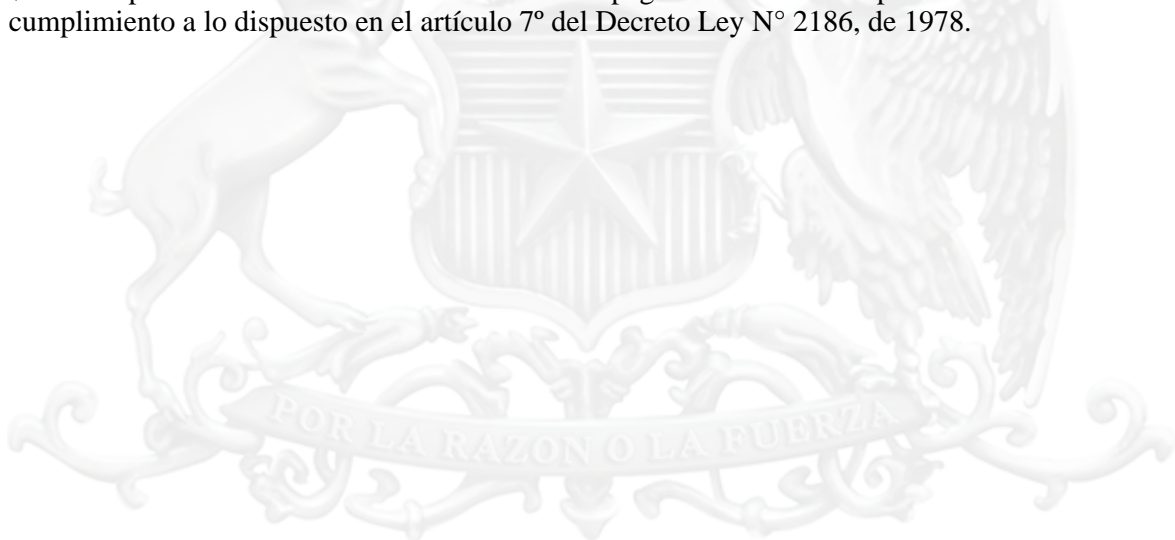 cumplimiento a lo dispuesto en el artículo 7º del Decreto Ley N° 2186, de 1978.
POR LA RAZON O LA FUERZA